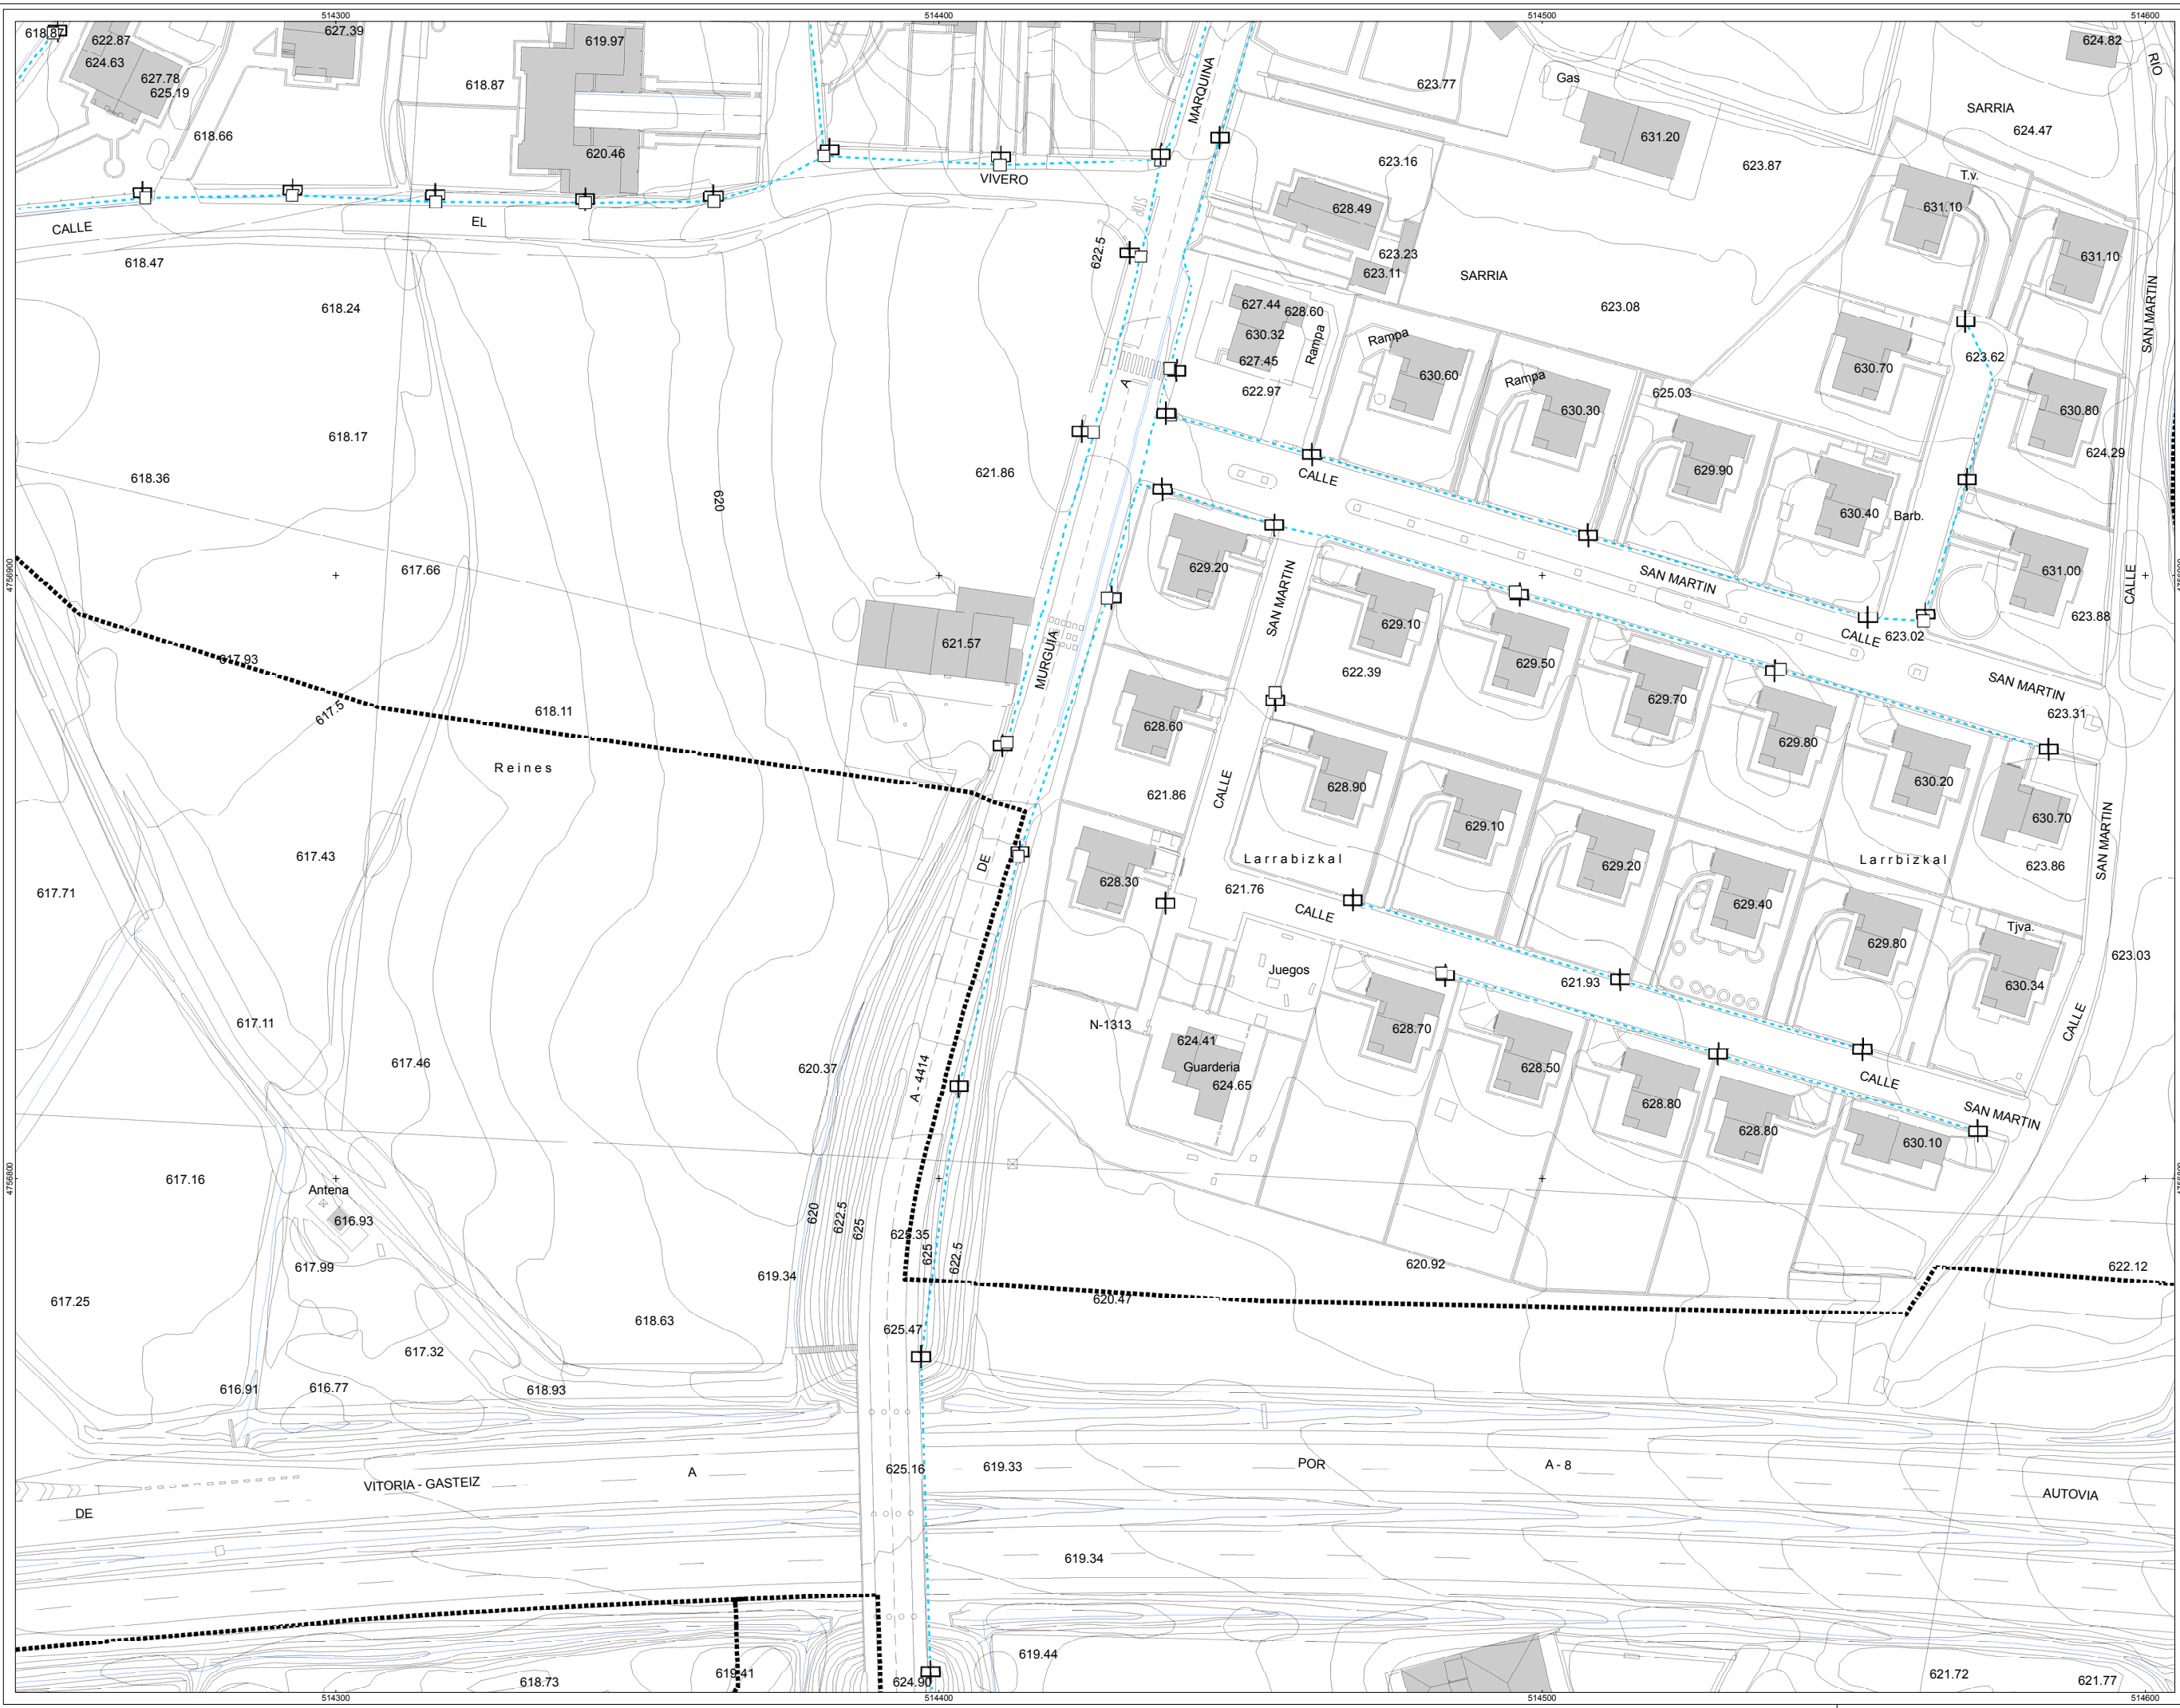 514300
514400
514500
514600
618.87
622.87
627.39
619.97
624.82
RIO
624.63
627.78
625.19
618.87
MARQUINA
623.77
Gas
SARRIA
624.47
618.66
620.46
631.20
VIVERO
623.16
623.87
T.v.
STOP
CALLE
EL
628.49
631.10
618.47
622.5
623.23
623.11
SARRIA
631.10
618.24
627.44
628.60
623.08
SAN MARTIN
630.32
Rampa
Rampa
627.45
623.62
A
630.60
Rampa
630.70
622.97
625.03
618.17
630.30
630.80
621.86
CALLE
629.90
624.29
618.36
620
630.40
Barb.
4756900
617.66
629.20
SAN MARTIN
SAN MARTIN
631.00
CALLE
4756900
629.10
623.88
617.93
621.57
MURGUIA
622.39
629.50
CALLE
623.02
617.5
618.11
628.60
629.70
SAN MARTIN
623.31
629.80
Reines
621.86
CALLE
628.90
630.20
617.43
629.10
630.70
SAN MARTIN
DE
Larrabizkal
629.20
Larrbizkal
623.86
617.71
628.30
621.76
CALLE
629.40
629.80
Tjva.
623.03
Juegos
621.93
630.34
617.11
N-1313
628.70
CALLE
617.46
620.37
A - 4414
624.41
Guarderia
624.65
628.50
CALLE
628.80
SAN MARTIN
628.80
630.10
4756800
617.16
Antena
4756800
616.93
620
622.5
625
625.35
625
622.5
617.99
619.34
620.92
622.12
617.25
620.47
618.63
625.47
617.32
616.91
616.77
618.93
VITORIA - GASTEIZ
A
625.16
619.33
POR
A - 8
AUTOVIA
DE
619.34
619.41
618.73
624.90
619.44
621.72
621.77
514300
514400
514500
514600